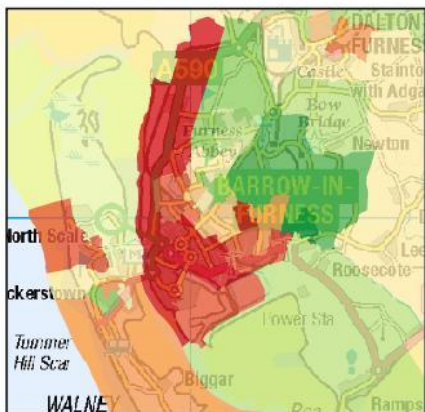 DALTON
FURNESS
A590
Castle
Stainto
with Adga
Bow
Bridge
Furness
Abbey
Newton
BARROW-IN-
FURNESS
North Scale
Lee
Roosecote
ckerstown
Power Sta
Tummer
Hill Scar
Biggar
WALNEY
Ramps